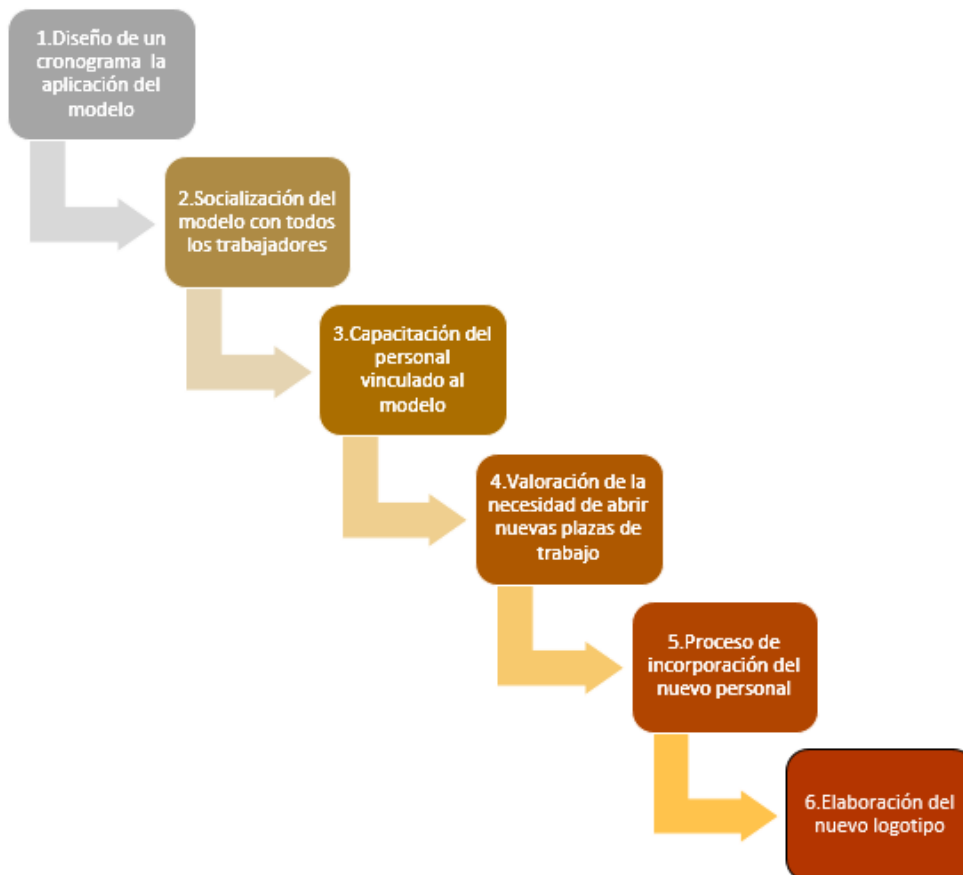 1.Diseño de un
cronograma la
aplicación del
modelo
2.Socialización del
modelo con todos
los trabajadores
3.Capacitación del
personal
vinculado al
modelo
4.Valoración de la
necesidad de abrir
nuevas plazas de
trabajo
5.Proceso de
incorporación del
nuevo personal
6.Elaboración del
nuevo logotipo